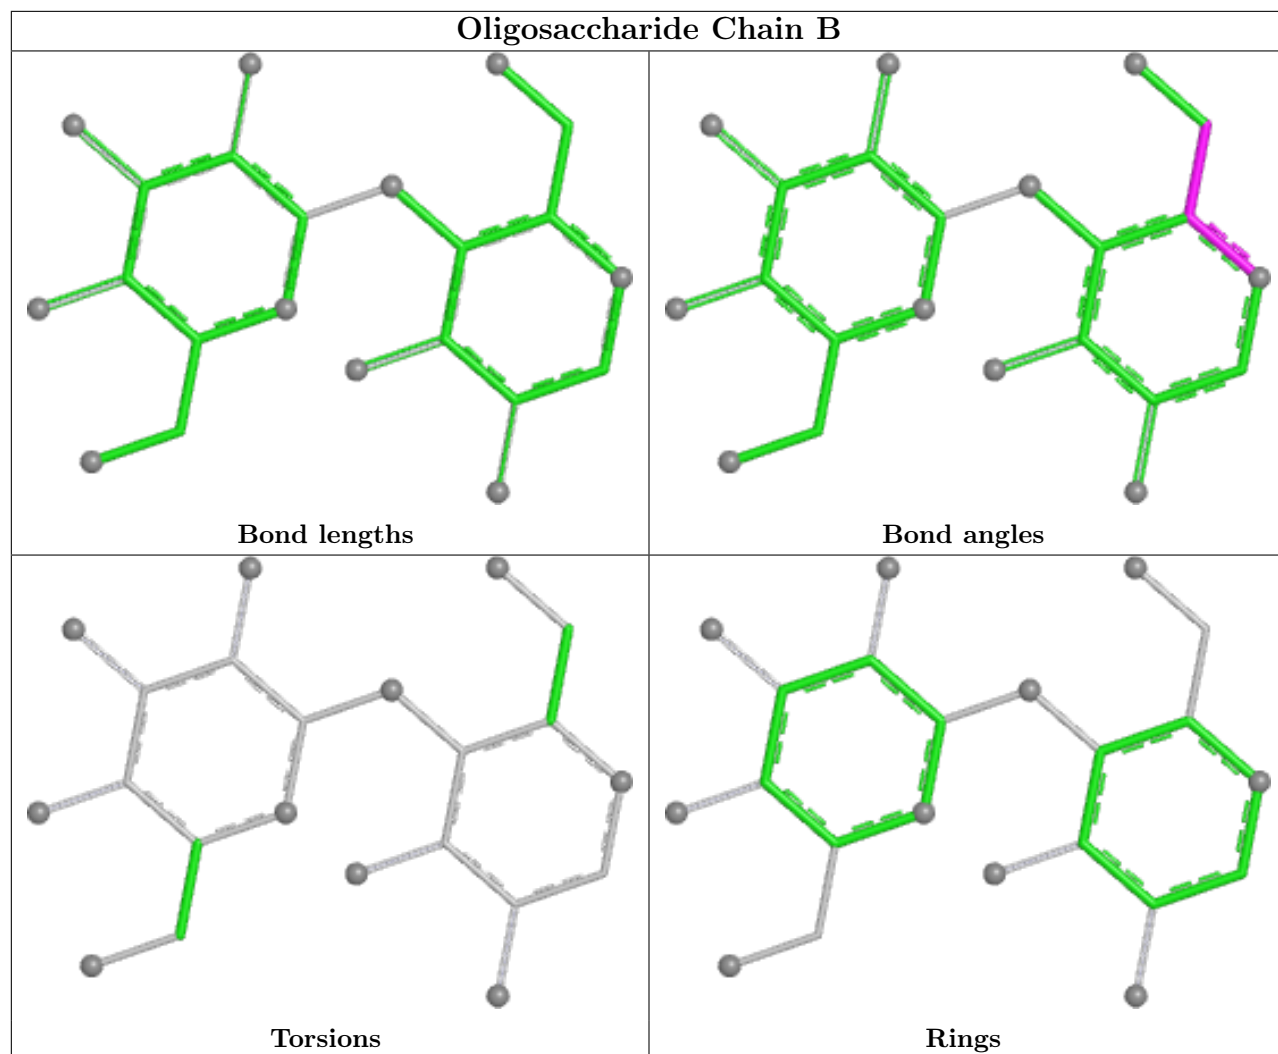 Oligosaccharide Chain B
Bond lengths
Bond angles
Torsions
Rings